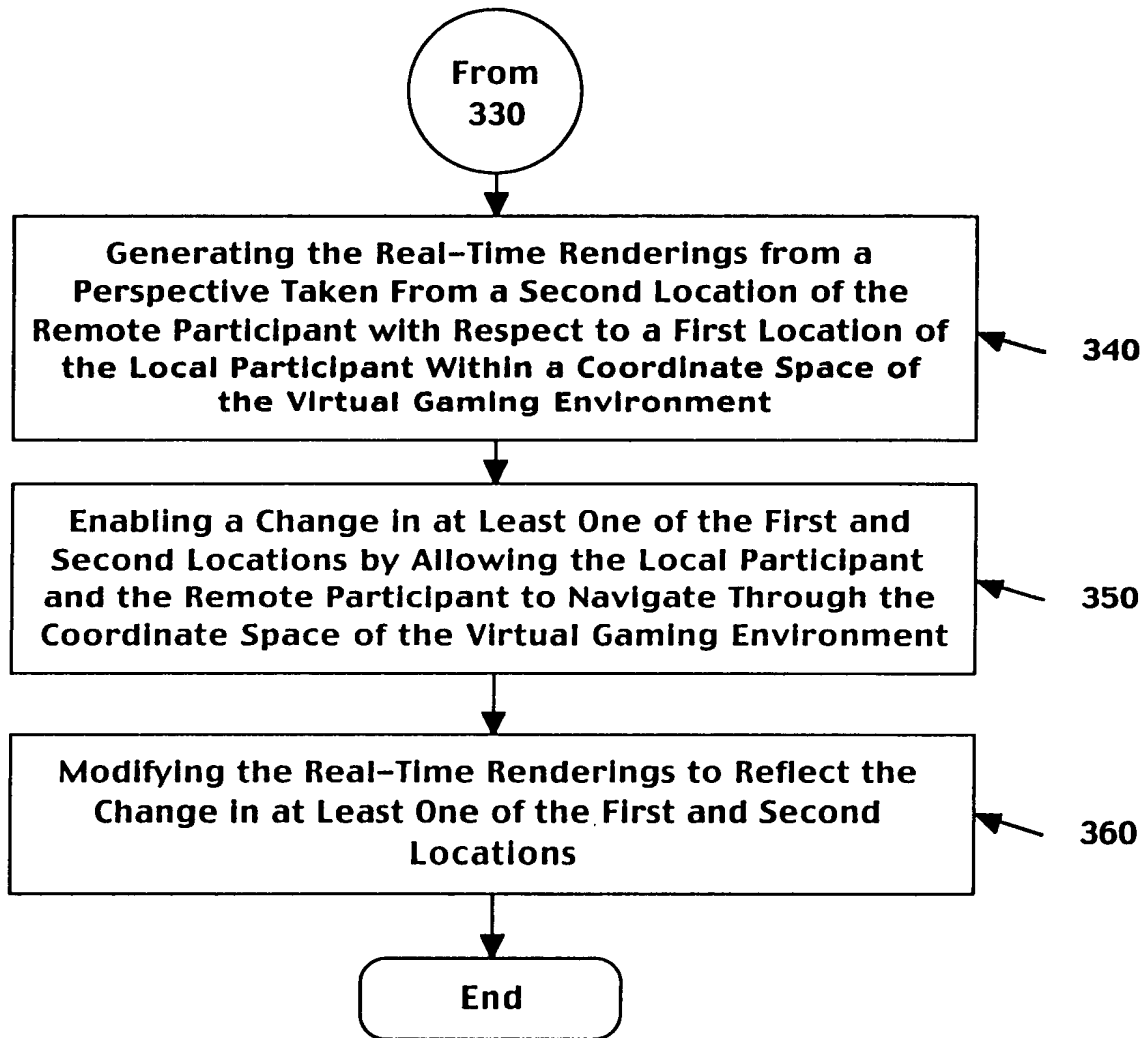 From
330
Generating the Real-Time Renderings from a
Perspective Taken From a Second Location of the
Remote Participant with Respect to a First Location of
the Local Participant Within a Coordinate Space of
the Virtual Gaming Environment
340
Enabling a Change in at Least One of the First and
Second Locations by Allowing the Local Participant
and the Remote Participant to Navigate Through the
Coordinate Space of the Virtual Gaming Environment
350
Modifying the Real-Time Renderings to Reflect the
Change in at Least One of the First and Second
Locations
360
End